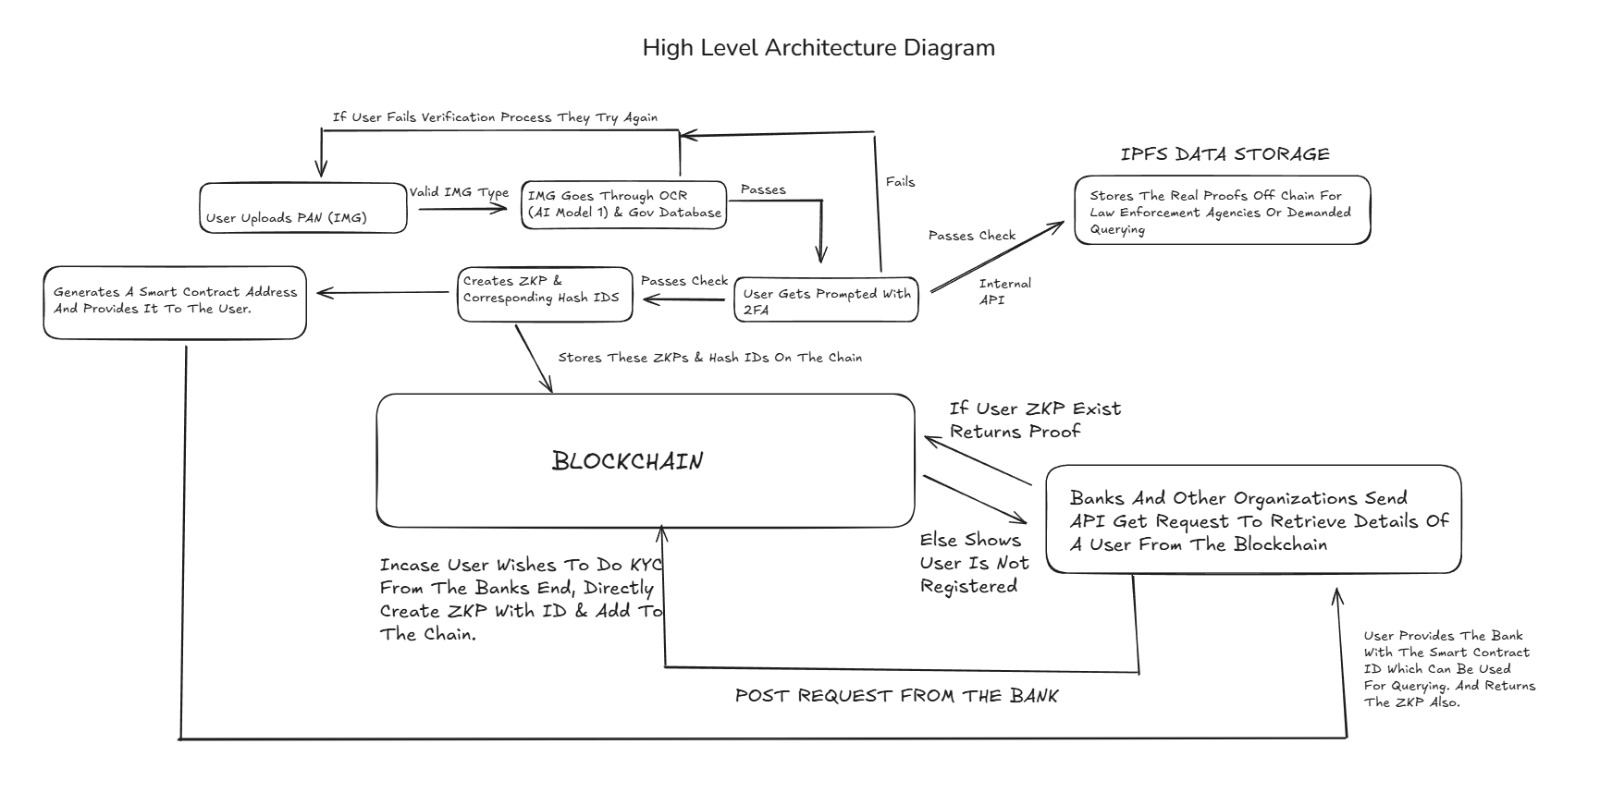 High Level Architecture Diagram
If User Fails Verification Process They Try Again
IPFS DATA STORAGE
User Uploads PAN (IMG)
Valid IMG Type
IMG Goes Through OCR
(AI Model 1) & Gov Database
Passes
Fails
Stores The Real Proofs Off Chain For
Law Enforcement Agencies Or Demanded
Querying
Passes Check
Internal
API
Generates A Smart Contract Address
And Provides It To The User.
Creates ZKP &
Corresponding Hash IDS
Passes Check
User Gets Prompted With
2FA
Stores These ZKPs & Hash IDs On The Chain
BLOCKCHAIN
If User ZKP Exist
Returns Proof
Banks And Other Organizations Send
API Get Request To Retrieve Details Of
A User From The Blockchain
Else Shows
User Is Not
Registered
Incase User Wishes To Do KYC
From The Banks End, Directly
Create ZKP With ID & Add To
The Chain.
POST REQUEST FROM THE BANK
User Provides The Bank
With The Smart Contract
ID Which Can Be Used
For Querying. And Returns
The ZKP Also.